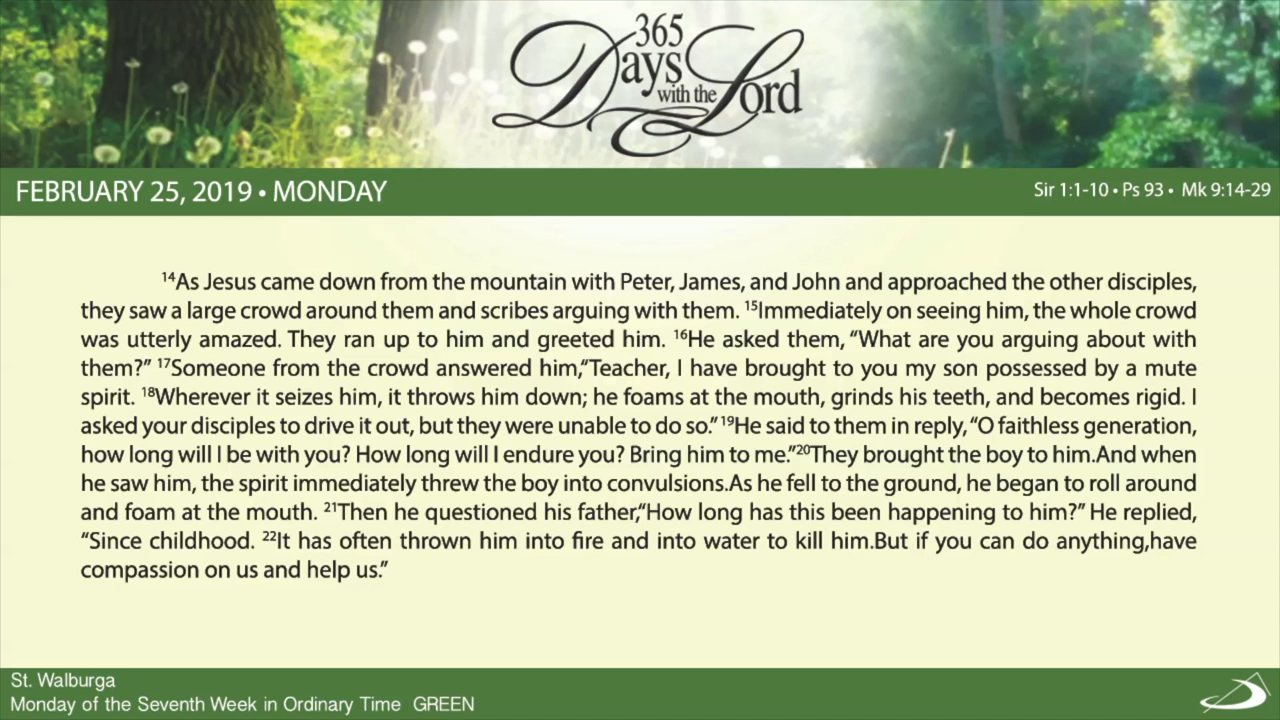 365
Days
with the Lord
FEBRUARY 25, 2019 • MONDAY
Sir 1:1-10 • Ps 93 • Mk 9:14-29
¹⁴As Jesus came down from the mountain with Peter, James, and John and approached the other disciples,
they saw a large crowd around them and scribes arguing with them. ¹⁵Immediately on seeing him, the whole crowd
was utterly amazed. They ran up to him and greeted him. ¹⁶He asked them, “What are you arguing about with
them?” ¹⁷Someone from the crowd answered him,“Teacher, I have brought to you my son possessed by a mute
spirit. ¹⁸Wherever it seizes him, it throws him down; he foams at the mouth, grinds his teeth, and becomes rigid. I
asked your disciples to drive it out, but they were unable to do so.” ¹⁹He said to them in reply, “O faithless generation,
how long will I be with you? How long will I endure you? Bring him to me.”²⁰They brought the boy to him.And when
he saw him, the spirit immediately threw the boy into convulsions.As he fell to the ground, he began to roll around
and foam at the mouth. ²¹Then he questioned his father,“How long has this been happening to him?” He replied,
“Since childhood. ²²It has often thrown him into fire and into water to kill him.But if you can do anything,have
compassion on us and help us.”
St. Walburga
Monday of the Seventh Week in Ordinary Time  GREEN